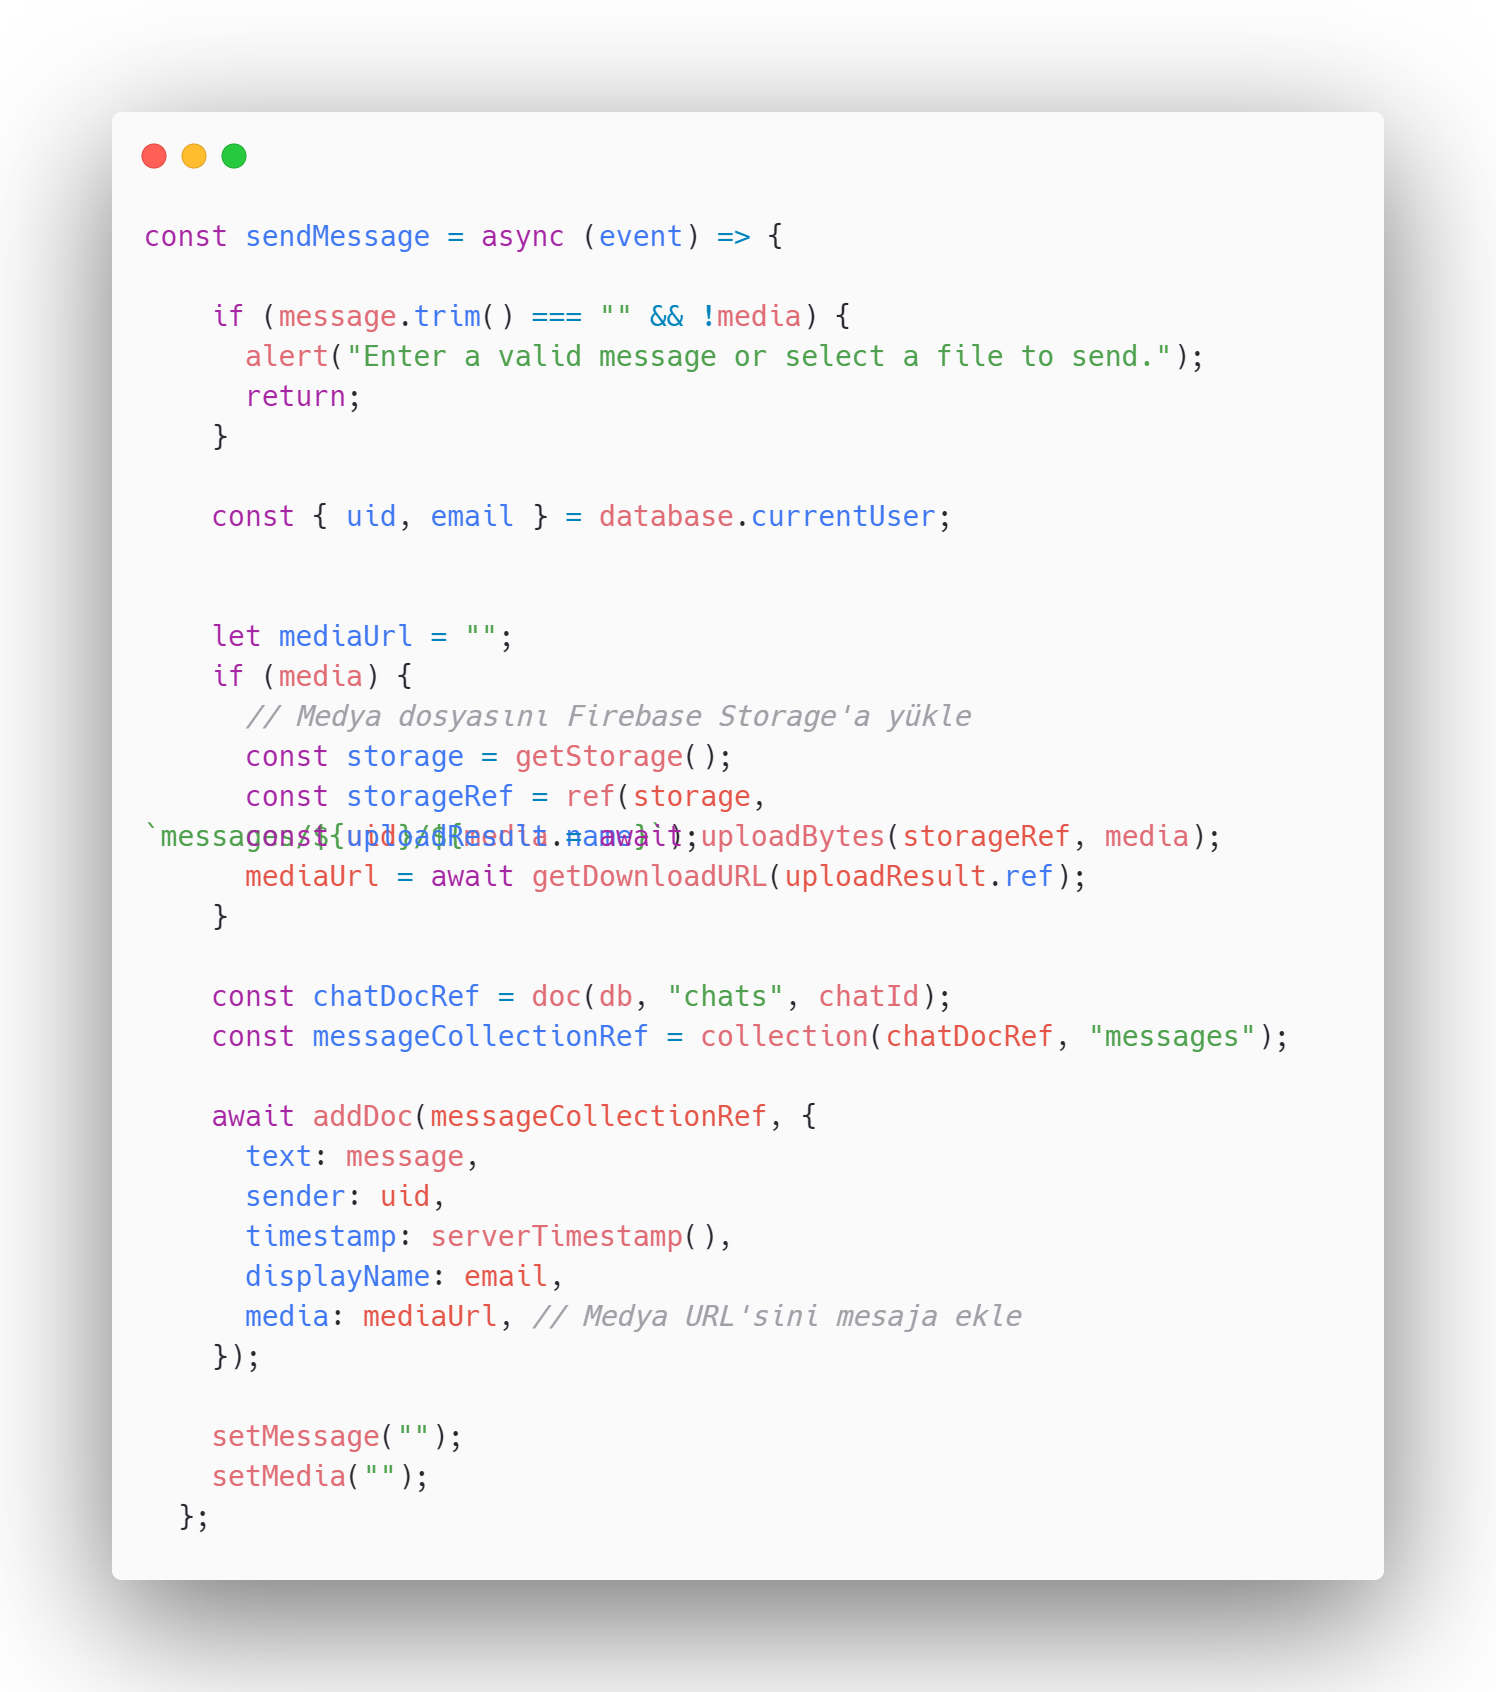 const sendMessage = async (event) => {
if (message.trim() === "" && !media) {
alert("Enter a valid message or select a file to send.");
return;
}
const { uid, email } = database.currentUser;
let mediaUrl = "";
if (media) {
// Medya dosyasını Firebase Storage'a yükle
const storage = getStorage();
const storageRef = ref(storage,
`messages/${uid}/${media.name}`);
const uploadResult = await uploadBytes(storageRef, media);
mediaUrl = await getDownloadURL(uploadResult.ref);
}
const chatDocRef = doc(db, "chats", chatId);
const messageCollectionRef = collection(chatDocRef, "messages");
await addDoc(messageCollectionRef, {
text: message,
sender: uid,
timestamp: serverTimestamp(),
displayName: email,
media: mediaUrl, // Medya URL'sini mesaja ekle
});
setMessage("");
setMedia("");
};